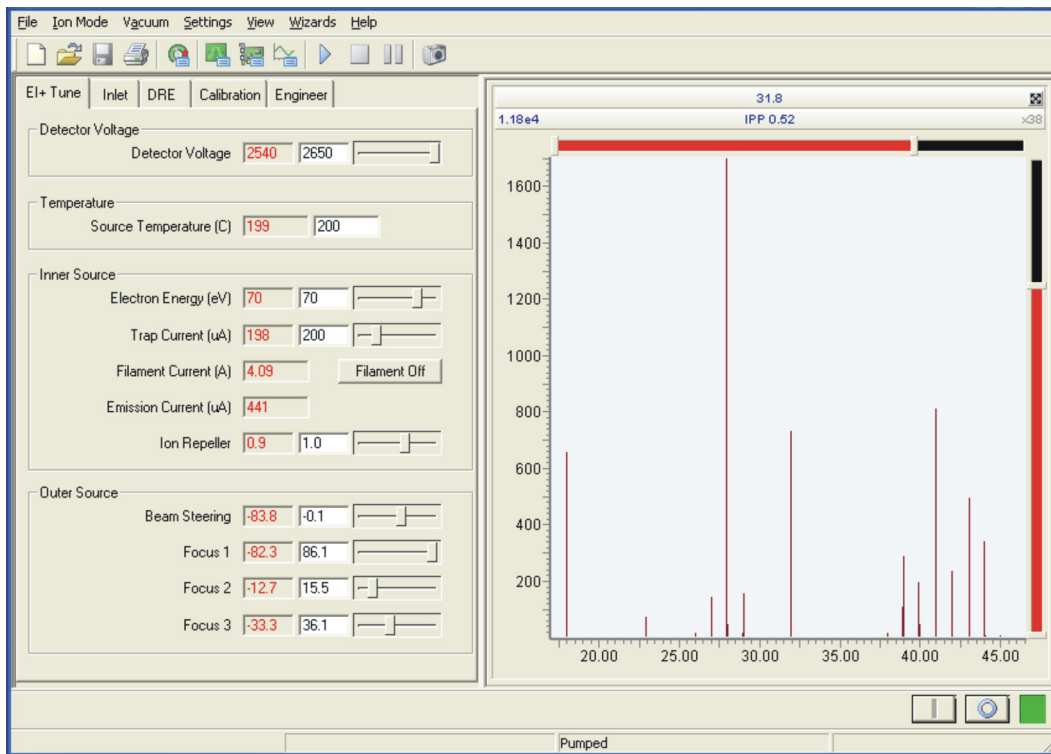 File Ion Mode Vacuum Settings View Wizards Help
EI+ Tune Inlet DRE Calibration Engineer
Detector Voltage
Detector Voltage 2540 2650
Temperature
Source Temperature (C) 199 200
Inner Source
Electron Energy (eV) 70 70
Trap Current (uA) 198 200
Filament Current (A) 4.09 Filament Off
Emission Current (uA) 441
Ion Repeller 0.9 1.0
Outer Source
Beam Steering -83.8 -0.1
Focus 1 -82.3 86.1
Focus 2 -12.7 15.5
Focus 3 -33.3 36.1
31.8
1.18e4 IPP 0.52 x38
1600
1400
1200
1000
800
600
400
200
20.00 25.00 30.00 35.00 40.00 45.00
Pumped